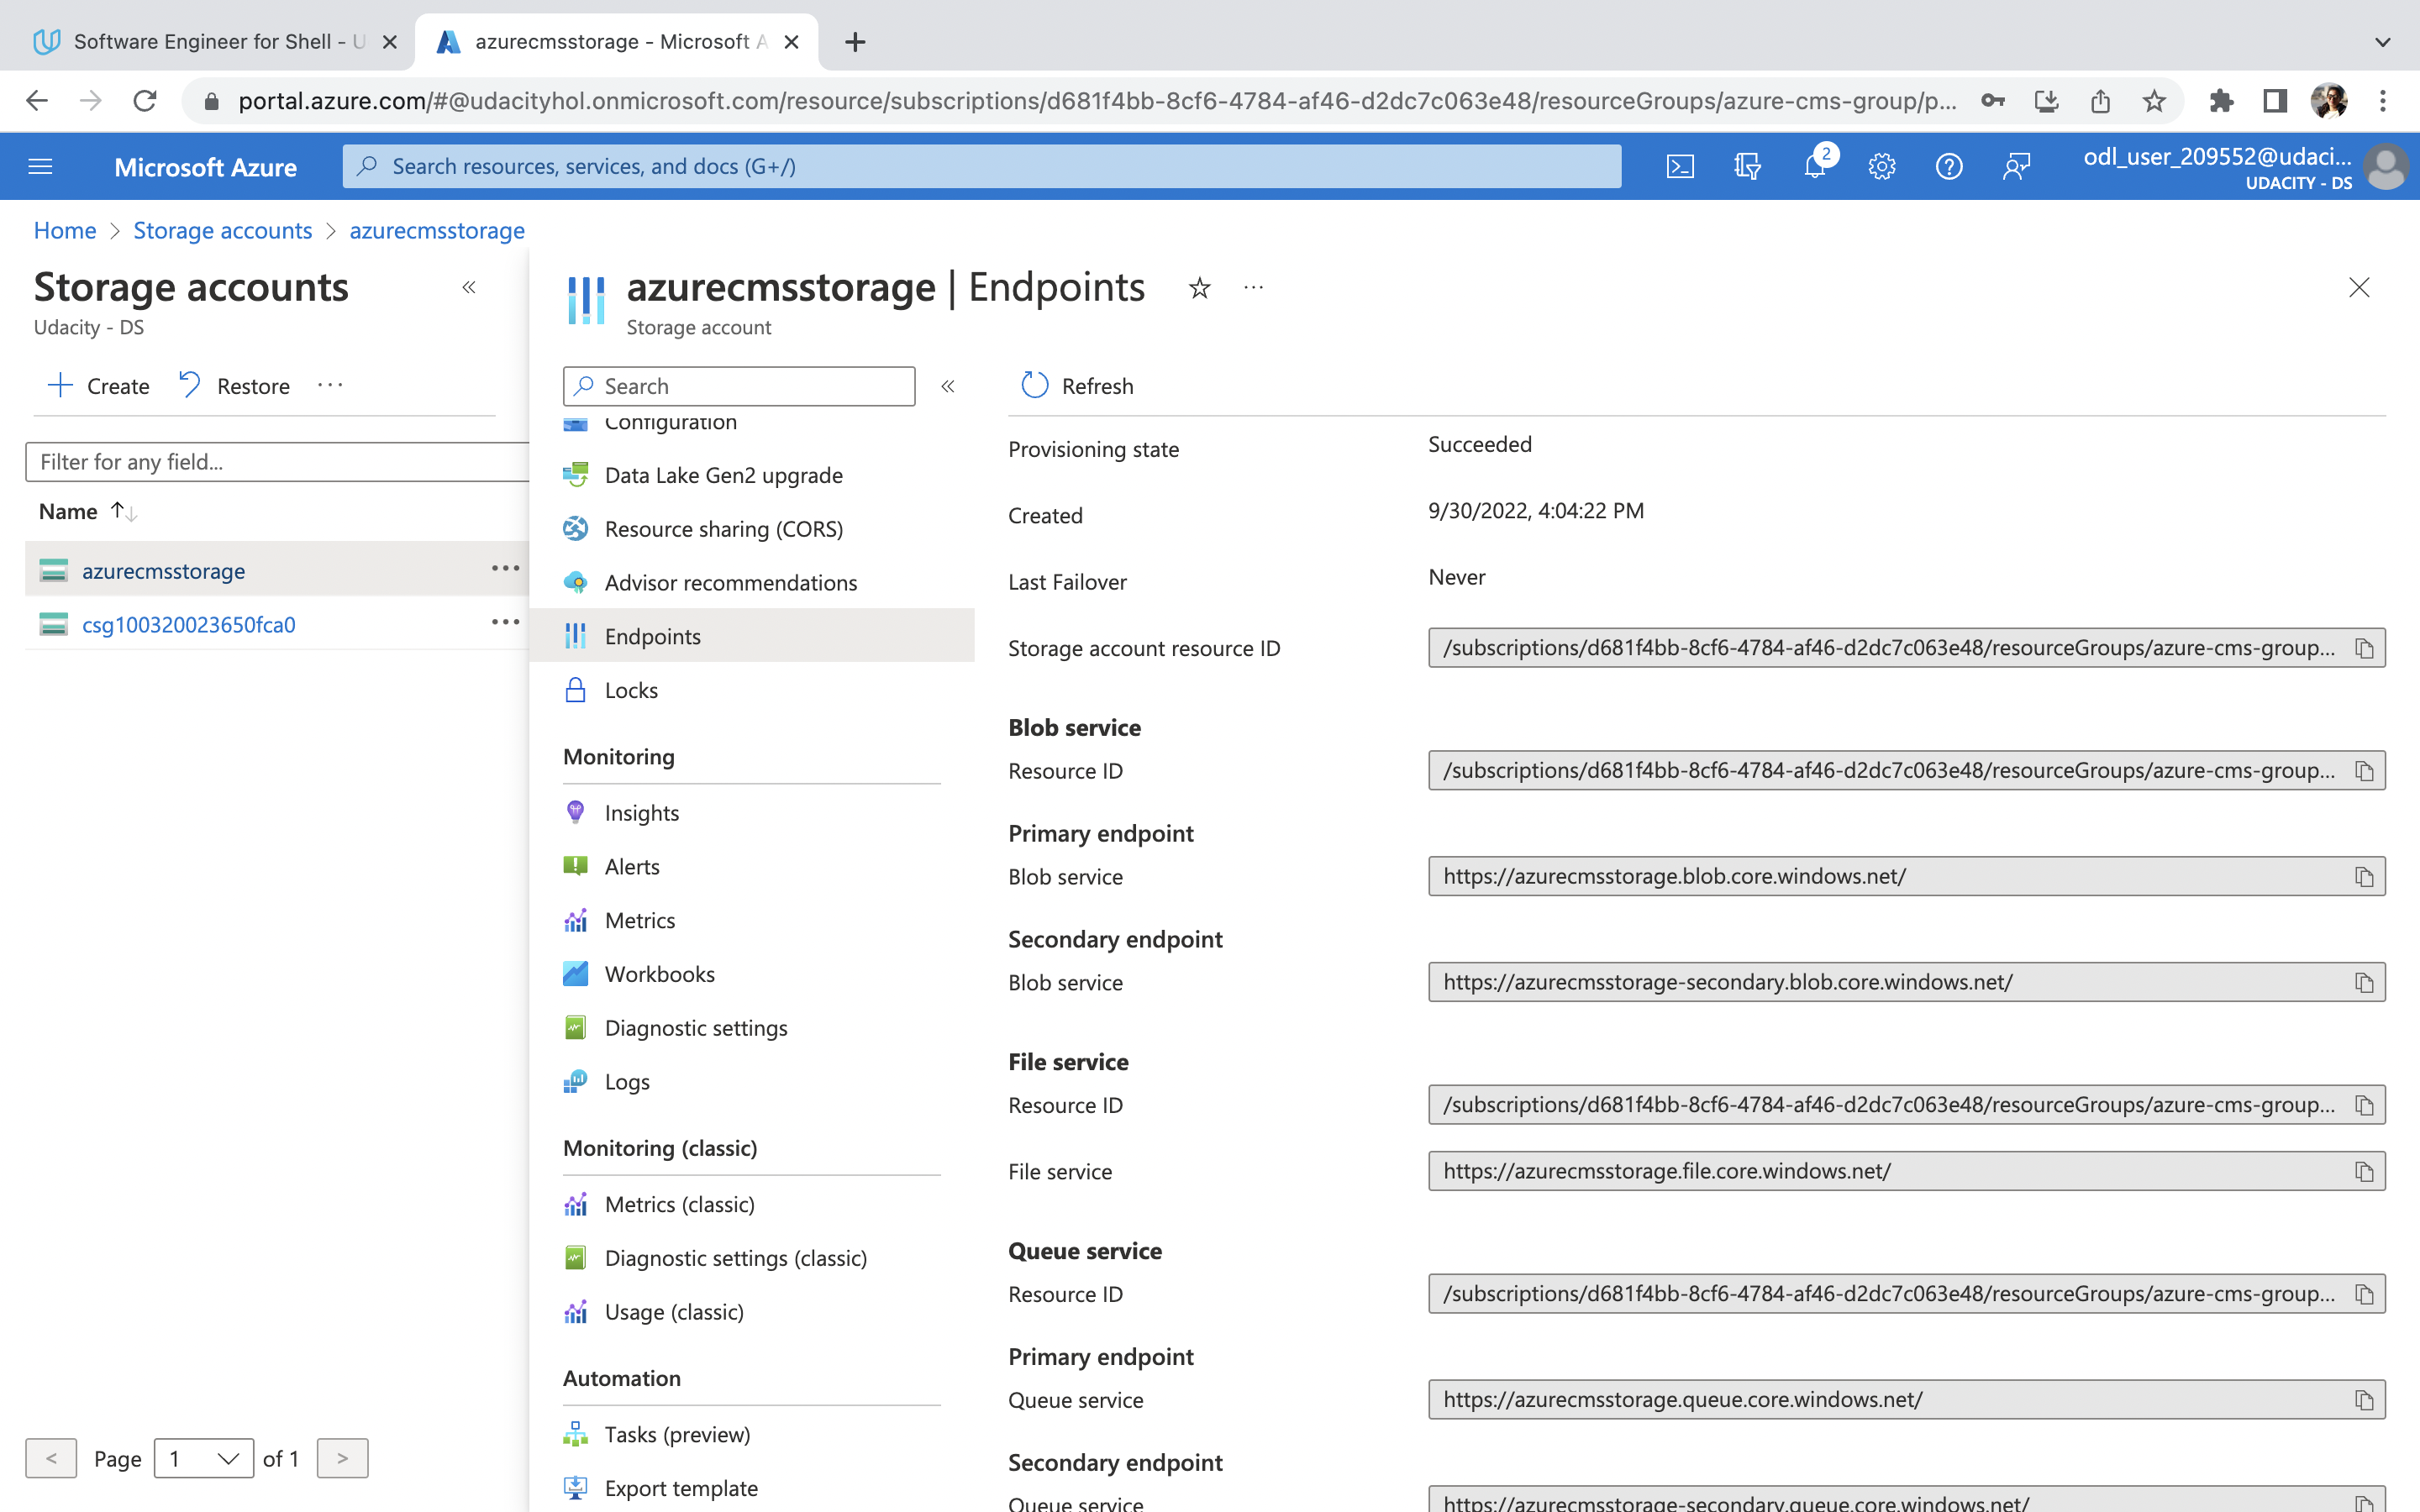 Software Engineer for Shell - U
azurecmsstorage - Microsoft A
portal.azure.com/#@udacityhol.onmicrosoft.com/resource/subscriptions/d681f4bb-8cf6-4784-af46-d2dc7c063e48/resourceGroups/azure-cms-group/p...
Microsoft Azure
Search resources, services, and docs (G+/)
2
odl_user_209552@udaci...
UDACITY - DS
Home > Storage accounts > azurecmsstorage
Storage accounts
Udacity - DS
Create
Restore
Filter for any field...
Name
azurecmsstorage
csg100320023650fca0
< Page 1 of 1 >
azurecmsstorage | Endpoints
Storage account
Search
Configuration
Data Lake Gen2 upgrade
Resource sharing (CORS)
Advisor recommendations
Endpoints
Locks
Monitoring
Insights
Alerts
Metrics
Workbooks
Diagnostic settings
Logs
Monitoring (classic)
Metrics (classic)
Diagnostic settings (classic)
Usage (classic)
Automation
Tasks (preview)
Export template
Refresh
Provisioning state
Succeeded
Created
9/30/2022, 4:04:22 PM
Last Failover
Never
Storage account resource ID
/subscriptions/d681f4bb-8cf6-4784-af46-d2dc7c063e48/resourceGroups/azure-cms-group...
Blob service
Resource ID
/subscriptions/d681f4bb-8cf6-4784-af46-d2dc7c063e48/resourceGroups/azure-cms-group...
Primary endpoint
Blob service
https://azurecmsstorage.blob.core.windows.net/
Secondary endpoint
Blob service
https://azurecmsstorage-secondary.blob.core.windows.net/
File service
Resource ID
/subscriptions/d681f4bb-8cf6-4784-af46-d2dc7c063e48/resourceGroups/azure-cms-group...
File service
https://azurecmsstorage.file.core.windows.net/
Queue service
Resource ID
/subscriptions/d681f4bb-8cf6-4784-af46-d2dc7c063e48/resourceGroups/azure-cms-group...
Primary endpoint
Queue service
https://azurecmsstorage.queue.core.windows.net/
Secondary endpoint
Queue service
https://azurecmsstorage-secondary.queue.core.windows.net/